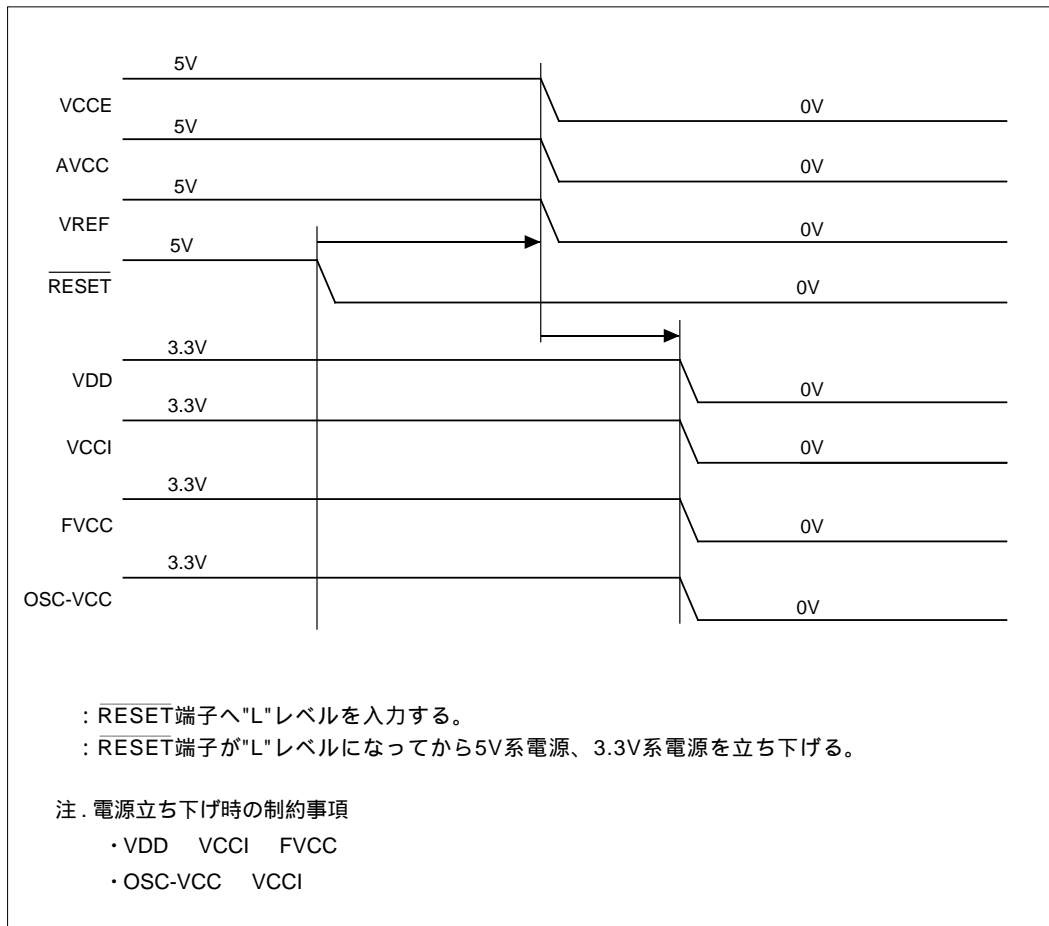 5V
VCCE
0V
5V
AVCC
0V
5V
VREF
0V
5V
RESET
0V
3.3V
VDD
0V
3.3V
VCCI
0V
3.3V
FVCC
0V
3.3V
OSC-VCC
0V
: RESET端子へ"L"レベルを入力する。
: RESET端子が"L"レベルになってから5V系電源、3.3V系電源を立ち下げる。
注.電源立ち下げ時の制約事項
・VDD VCCI FVCC
・OSC-VCC VCCI